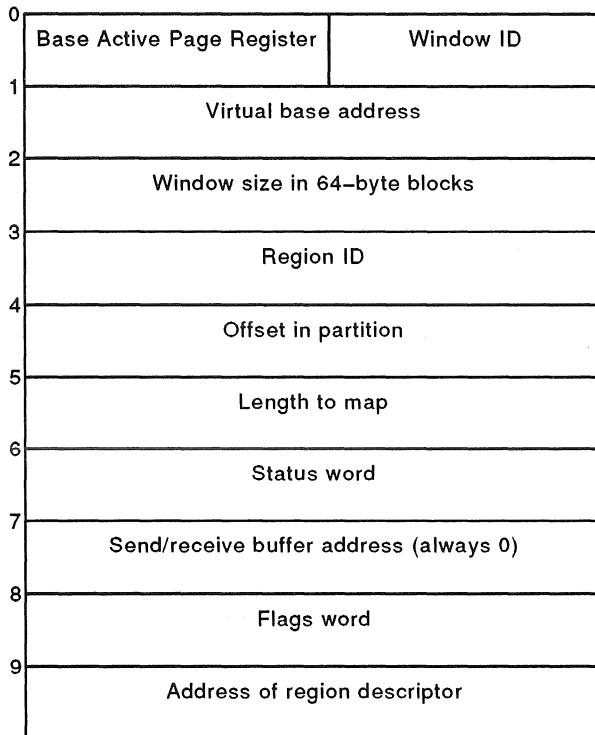 0
Base Active Page Register Window ID
1
Virtual base address
2
Window size in 64-byte blocks
3
Region ID
4
Offset in partition
5
Length to map
6
Status word
7
Send/receive buffer address (always 0)
8
Flags word
9
Address of region descriptor